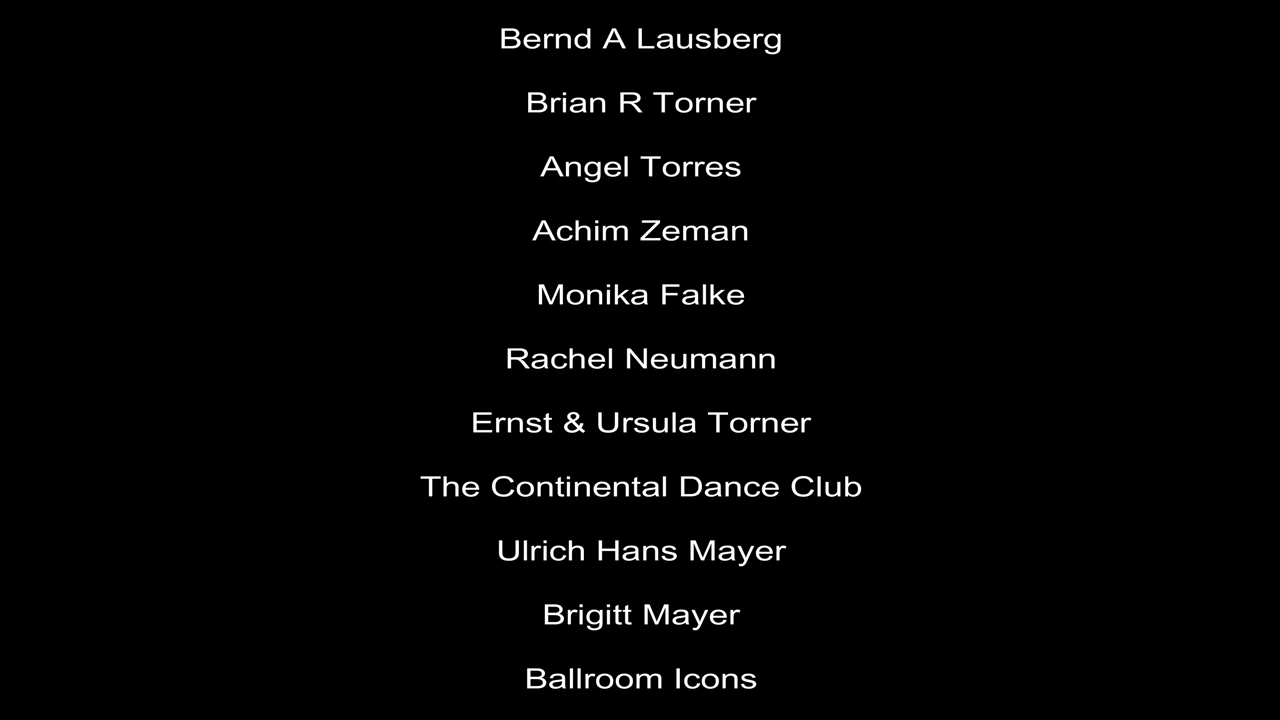 Bernd A Lausberg
Brian R Torner
Angel Torres
Achim Zeman
Monika Falke
Rachel Neumann
Ernst & Ursula Torner
The Continental Dance Club
Ulrich Hans Mayer
Brigitt Mayer
Ballroom Icons